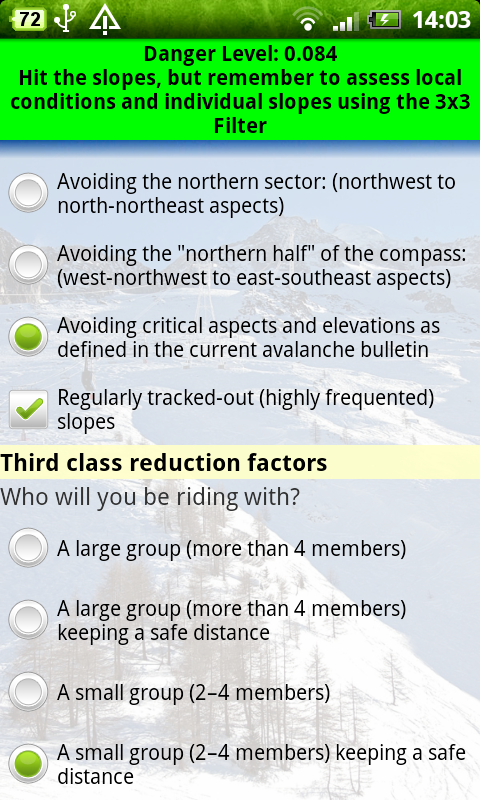 72
14:03
Danger Level: 0.084
Hit the slopes, but remember to assess local
conditions and individual slopes using the 3x3
Filter
Avoiding the northern sector: (northwest to
north-northeast aspects)
Avoiding the "northern half" of the compass:
(west-northwest to east-southeast aspects)
Avoiding critical aspects and elevations as
defined in the current avalanche bulletin
Regularly tracked-out (highly frequented)
slopes
Third class reduction factors
Who will you be riding with?
A large group (more than 4 members)
A large group (more than 4 members)
keeping a safe distance
A small group (2–4 members)
A small group (2–4 members) keeping a safe
distance